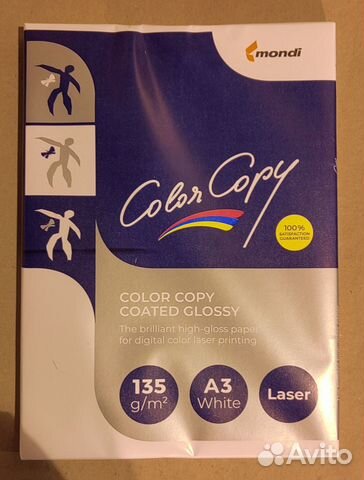 mondi
Color Copy
100%
SATISFACTION
GUARANTEED
COLOR COPY
COATED GLOSSY
The brilliant high-gloss paper
for digital color laser printing
135
g/m²
A3
White
Laser
Avito